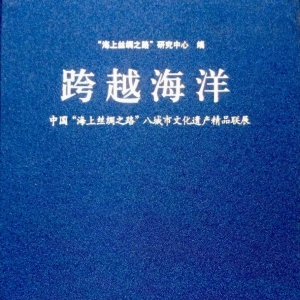 “海上丝绸之路”研究中心 编
跨越海洋
中国“海上丝绸之路”八城市文化遗产精品联展